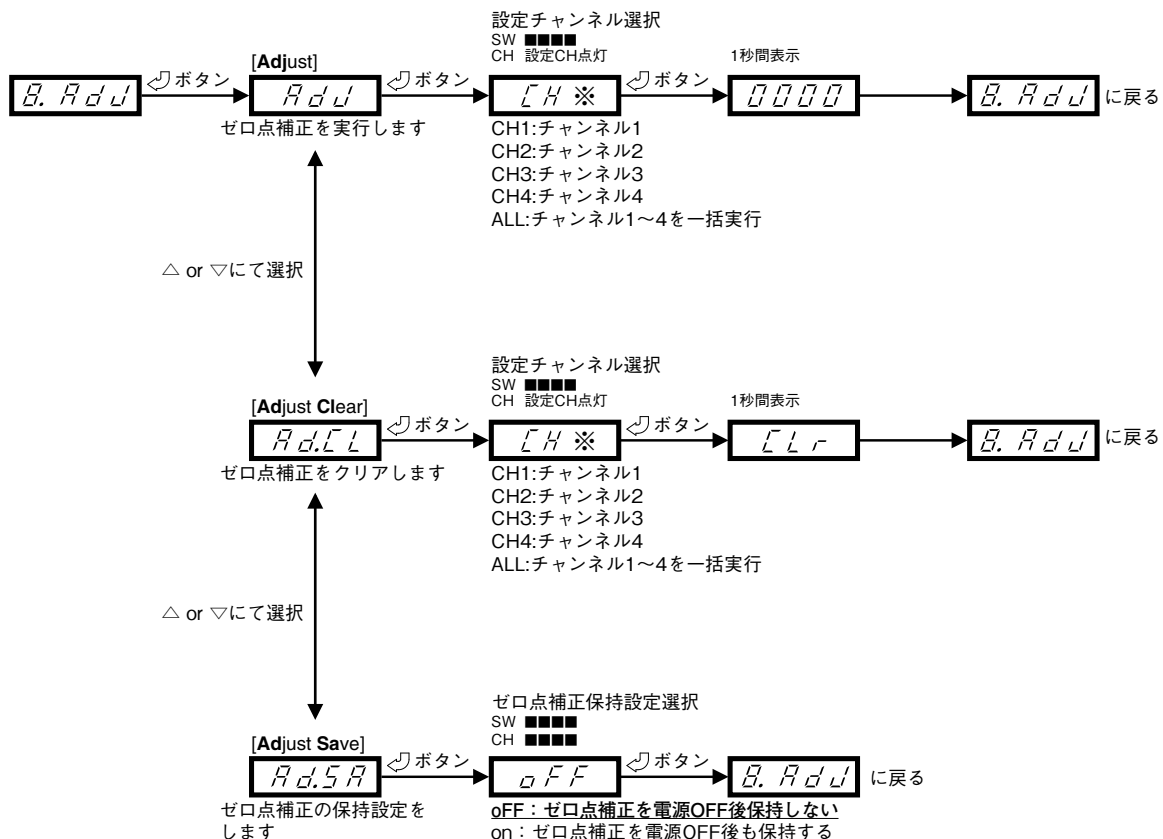 設定チャンネル選択
SW ■■■■
CH 設定CH点灯
1秒間表示
[Adjust]
8. AdJ
ボタン
AdJ
ボタン
CH ※
ボタン
0000
8. AdJ に戻る
ゼロ点補正を実行します
CH1:チャンネル1
CH2:チャンネル2
CH3:チャンネル3
CH4:チャンネル4
ALL:チャンネル1〜4を一括実行
△ or ▽にて選択
設定チャンネル選択
SW ■■■■
CH 設定CH点灯
1秒間表示
[Adjust Clear]
Ad.CL
ボタン
CH ※
ボタン
CLr
8. AdJ に戻る
ゼロ点補正をクリアします
CH1:チャンネル1
CH2:チャンネル2
CH3:チャンネル3
CH4:チャンネル4
ALL:チャンネル1〜4を一括実行
△ or ▽にて選択
ゼロ点補正保持設定選択
SW ■■■■
CH ■■■■
[Adjust Save]
Ad.SA
ボタン
oFF
ボタン
8. AdJ に戻る
ゼロ点補正の保持設定を
します
oFF：ゼロ点補正を電源OFF後保持しない
on：ゼロ点補正を電源OFF後も保持する